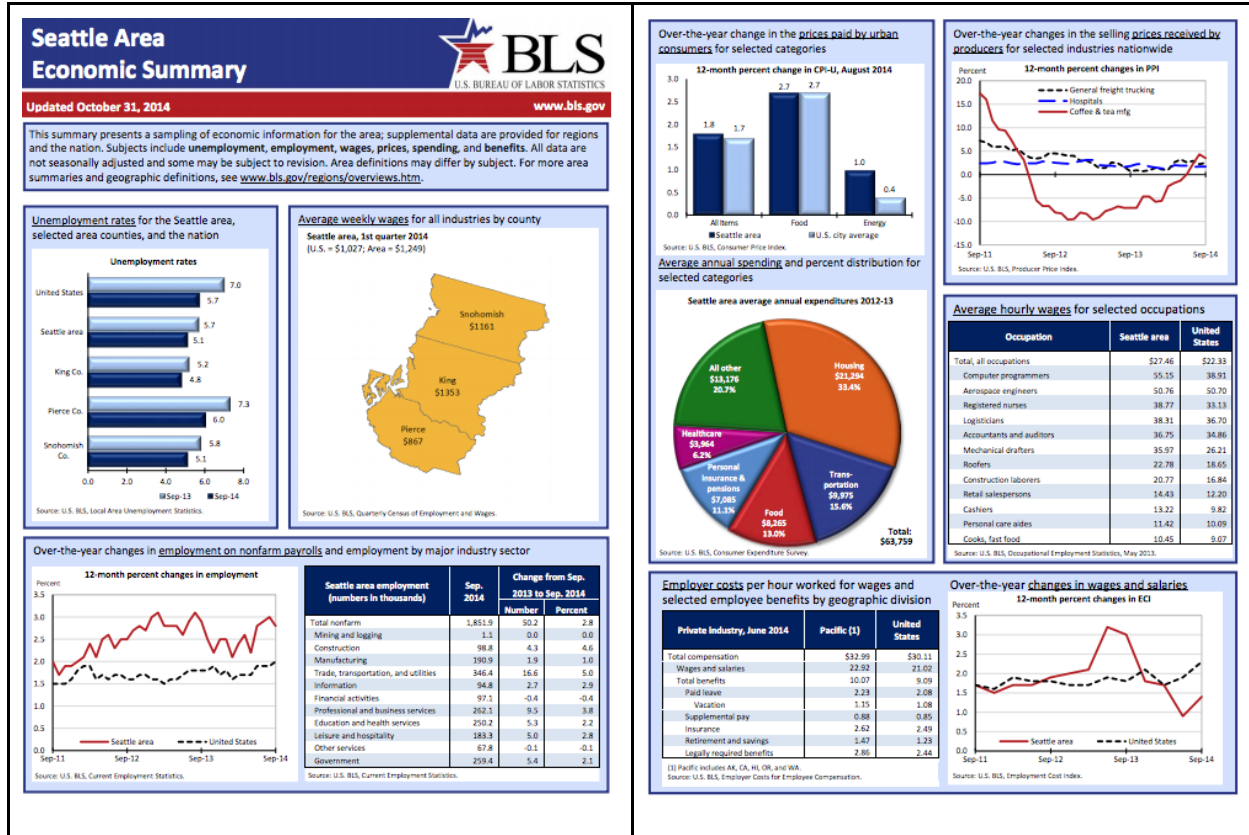 Seattle Area
Economic Summary
BLS
U.S. BUREAU OF LABOR STATISTICS
Updated October 31, 2014 www.bls.gov
This summary presents a sampling of economic information for the area; supplemental data are provided for regions
and the nation. Subjects include unemployment, employment, wages, prices, spending, and benefits. All data are
not seasonally adjusted and some may be subject to revision. Area definitions may differ by subject. For more area
summaries and geographic definitions, see www.bls.gov/regions/overviews.htm.
Unemployment rates for the Seattle area,
selected area counties, and the nation
Unemployment rates
United States
7.0
5.7
Seattle area
5.7
5.1
King Co.
5.2
4.8
Pierce Co.
7.3
6.0
Snohomish
Co.
5.8
5.1
0.0 2.0 4.0 6.0 8.0
Sep-13 Sep-14
Source: U.S. BLS, Local Area Unemployment Statistics.
Average weekly wages for all industries by county
Seattle area, 1st quarter 2014
(U.S. = $1,027; Area = $1,249)
Snohomish
$1161
King
$1353
Pierce
$867
Source: U.S. BLS, Quarterly Census of Employment and Wages.
Over-the-year changes in employment on nonfarm payrolls and employment by major industry sector
12-month percent changes in employment
Percent
3.5
3.0
2.5
2.0
1.5
1.0
0.5
0.0
Seattle area United States
Sep-11 Sep-12 Sep-13 Sep-14
Source: U.S. BLS, Current Employment Statistics.
Seattle area employment
(numbers in thousands)
Sep.
2014
Change from Sep.
2013 to Sep. 2014
Number Percent
Total nonfarm 1,851.9 50.2 2.8
Mining and logging 1.1 0.0 0.0
Construction 98.8 4.3 4.6
Manufacturing 190.9 1.9 1.0
Trade, transportation, and utilities 346.4 16.6 5.0
Information 94.8 2.7 2.9
Financial activities 97.1 -0.4 -0.4
Professional and business services 262.1 9.5 3.8
Education and health services 250.2 5.3 2.2
Leisure and hospitality 183.3 5.0 2.8
Other services 67.8 -0.1 -0.1
Government 259.4 5.4 2.1
Source: U.S. BLS, Current Employment Statistics.
Over-the-year change in the prices paid by urban
consumers for selected categories
12-month percent change in CPI-U, August 2014
3.0
2.5
2.0
1.5
1.0
0.5
0.0
1.8 1.7
2.7 2.7
1.0 0.4
All Items Food Energy
Seattle area U.S. city average
Source: U.S. BLS, Consumer Price Index.
Average annual spending and percent distribution for
selected categories
Seattle area average annual expenditures 2012-13
All other
$13,176
20.7%
Housing
$21,294
33.4%
Healthcare
$3,964
6.2%
Personal
insurance &
pensions
$7,085
11.1%
Food
$8,265
13.0%
Trans-
portation
$9,975
15.6%
Total:
$63,759
Source: U.S. BLS, Consumer Expenditure Survey.
Over-the-year changes in the selling prices received by
producers for selected industries nationwide
12-month percent changes in PPI
Percent
20.0
15.0
10.0
5.0
0.0
-5.0
-10.0
-15.0
General freight trucking
Hospitals
Coffee & tea mfg
Sep-11 Sep-12 Sep-13 Sep-14
Source: U.S. BLS, Producer Price Index.
Average hourly wages for selected occupations
Occupation Seattle area United
States
Total, all occupations $27.46 $22.33
Computer programmers 55.15 38.91
Aerospace engineers 50.76 50.70
Registered nurses 38.77 33.13
Logisticians 38.31 36.70
Accountants and auditors 36.75 34.86
Mechanical drafters 35.97 26.21
Roofers 22.78 18.65
Construction laborers 20.77 16.84
Retail salespersons 14.43 12.20
Cashiers 13.22 9.82
Personal care aides 11.42 10.09
Cooks, fast food 10.45 9.07
Source: U.S. BLS, Occupational Employment Statistics, May 2013.
Employer costs per hour worked for wages and
selected employee benefits by geographic division
Private industry, June 2014 Pacific (1) United
States
Total compensation $32.99 $30.11
Wages and salaries 22.92 21.02
Total benefits 10.07 9.09
Paid leave 2.23 2.08
Vacation 1.15 1.08
Supplemental pay 0.88 0.85
Insurance 2.62 2.49
Retirement and savings 1.47 1.23
Legally required benefits 2.86 2.44
(1) Pacific includes AK, CA, HI, OR, and WA.
Source: U.S. BLS, Employer Costs for Employee Compensation.
Over-the-year changes in wages and salaries
12-month percent changes in ECI
Percent
3.5
3.0
2.5
2.0
1.5
1.0
0.5
0.0
Seattle area United States
Sep-11 Sep-12 Sep-13 Sep-14
Source: U.S. BLS, Employment Cost Index.